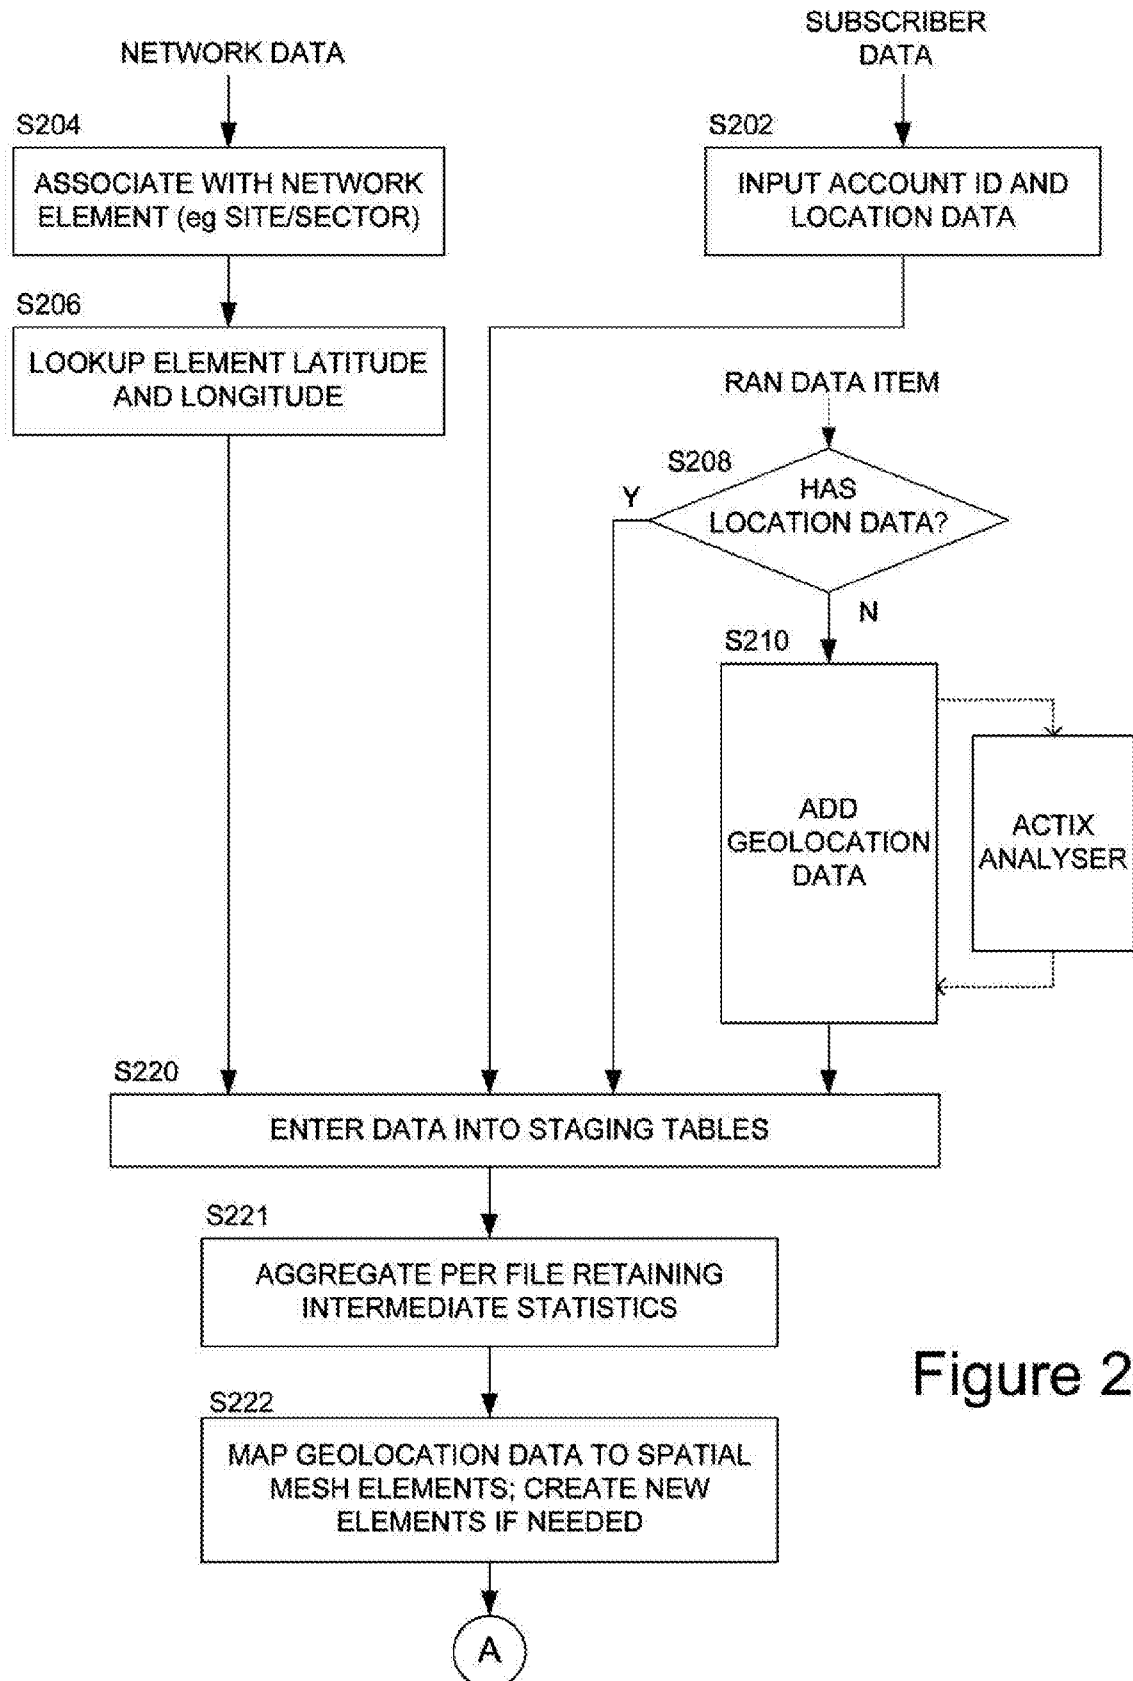 NETWORK DATA
SUBSCRIBER
DATA
S204
ASSOCIATE WITH NETWORK
ELEMENT (eg SITE/SECTOR)
S202
INPUT ACCOUNT ID AND
LOCATION DATA
S206
LOOKUP ELEMENT LATITUDE
AND LONGITUDE
RAN DATA ITEM
S208
HAS
LOCATION DATA?
Y
N
S210
ADD
GEOLOCATION
DATA
ACTIX
ANALYSER
S220
ENTER DATA INTO STAGING TABLES
S221
AGGREGATE PER FILE RETAINING
INTERMEDIATE STATISTICS
Figure 2
S222
MAP GEOLOCATION DATA TO SPATIAL
MESH ELEMENTS; CREATE NEW
ELEMENTS IF NEEDED
A